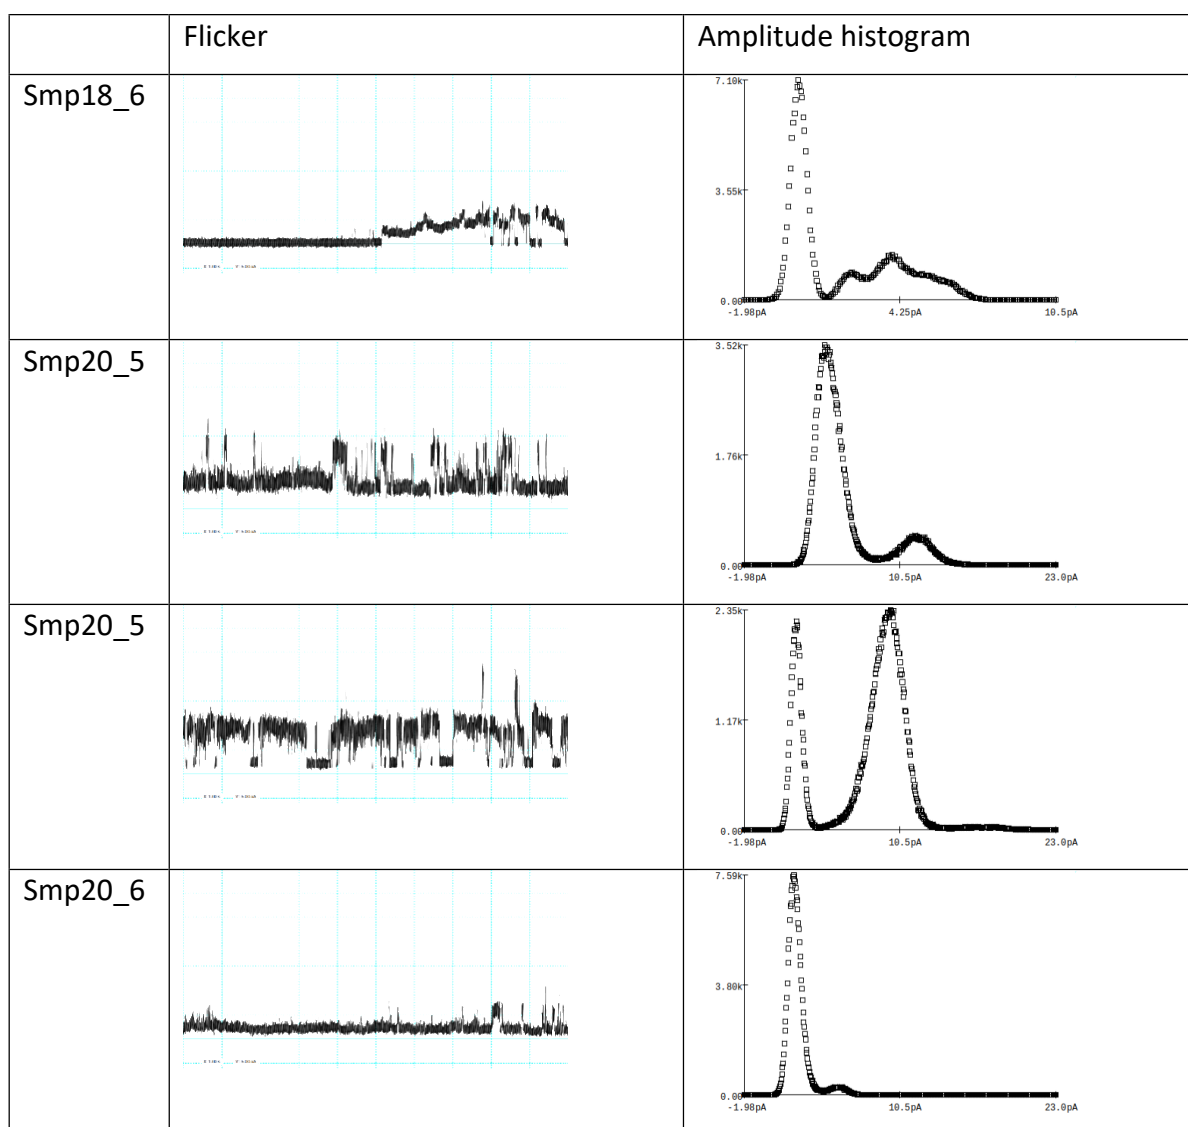 Flicker Amplitude histogram
Smp18_6
7.10k
3.55k
0.00
-1.98pA 4.25pA 10.5pA
Smp20_5
3.52k
1.76k
0.00
-1.98pA 10.5pA 23.0pA
Smp20_5
2.35k
1.17k
0.00
-1.98pA 10.5pA 23.0pA
Smp20_6
7.59k
3.80k
0.00
-1.98pA 10.5pA 23.0pA